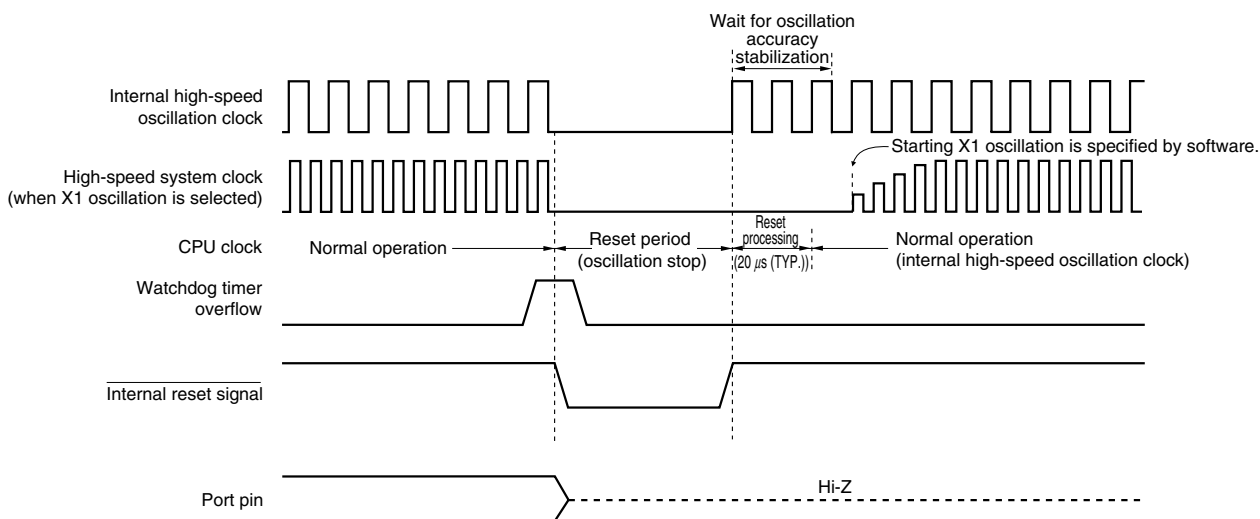 Wait for oscillation
accuracy
stabilization
Internal high-speed
oscillation clock
Starting X1 oscillation is specified by software.
High-speed system clock
(when X1 oscillation is selected)
CPU clock
Normal operation
Reset period
(oscillation stop)
Reset
processing
(20 μs (TYP.))
Normal operation
(internal high-speed oscillation clock)
Watchdog timer
overflow
Internal reset signal
Port pin
Hi-Z